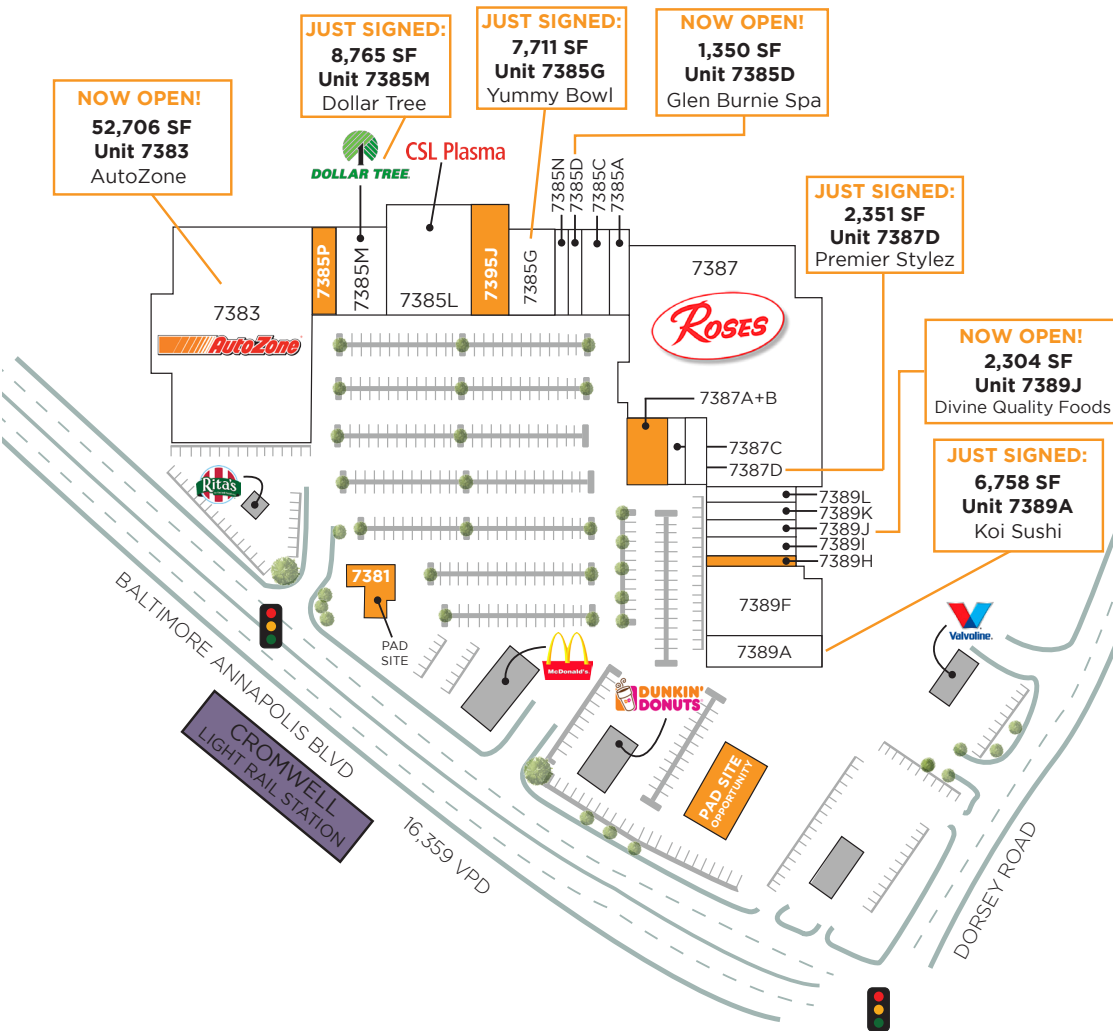 JUST SIGNED:
8,765 SF
Unit 7385M
Dollar Tree
JUST SIGNED:
7,711 SF
Unit 7385G
Yummy Bowl
NOW OPEN!
1,350 SF
Unit 7385D
Glen Burnie Spa
NOW OPEN!
52,706 SF
Unit 7383
AutoZone
DOLLAR TREE
CSL Plasma
7385N
7385D
7385C
7385A
JUST SIGNED:
2,351 SF
Unit 7387D
Premier Stylez
7385P
7385M
7385L
7395J
7385G
7387
ROSES
7383
AutoZone
NOW OPEN!
2,304 SF
Unit 7389J
Divine Quality Foods
7387A+B
7387C
7387D
JUST SIGNED:
6,758 SF
Unit 7389A
Koi Sushi
Rita's
7389L
7389K
7389J
7389I
7389H
7381
PAD
SITE
7389F
7389A
Valvoline
McDonald's
DUNKIN'
DONUTS
BALTIMORE ANNAPOLIS BLVD
CROMWELL
LIGHT RAIL STATION
PAD SITE
OPPORTUNITY
16,359 VPD
DORSEY ROAD